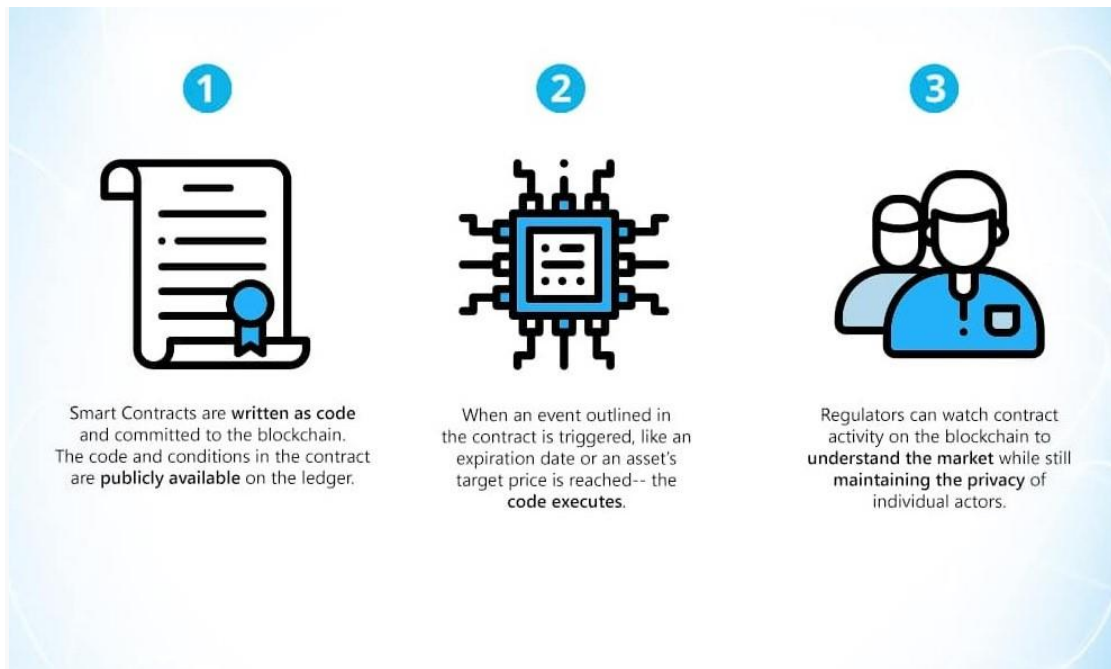 1
Smart Contracts are written as code
and committed to the blockchain.
The code and conditions in the contract
are publicly available on the ledger.
2
When an event outlined in
the contract is triggered, like an
expiration date or an asset's
target price is reached-- the
code executes.
3
Regulators can watch contract
activity on the blockchain to
understand the market while still
maintaining the privacy of
individual actors.